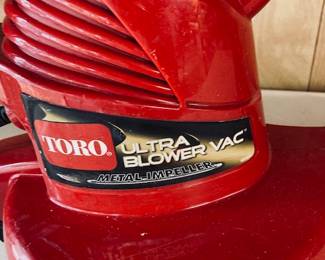 TORO.
ULTRA
BLOWER VAC
METAL IMPELLER